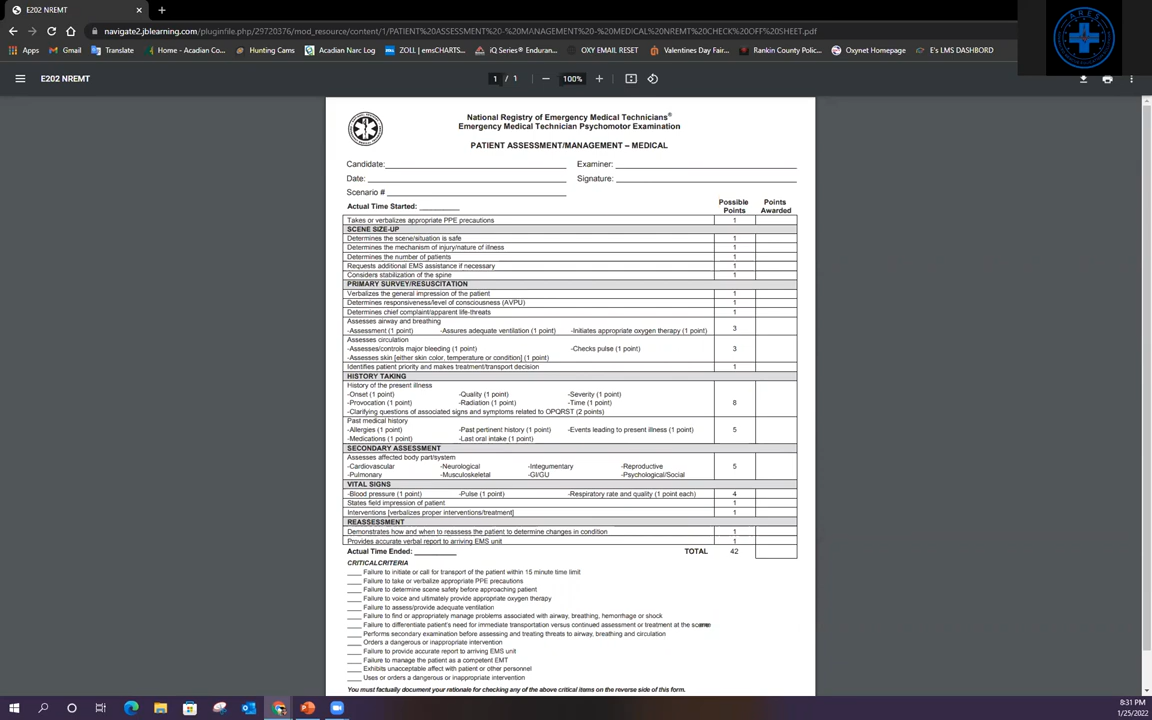 E202 NREMT
navigate2.jblearning.com/pluginfile.php/29720376/mod_resource/content/1/PATIENT-%20ASSESSMENT%20-%20MANAGEMENT%20-%20MEDICAL%20NREMT%20CHECK%20OFF%20SHEET.pdf
Apps Gmail Translate Home - Acadian Co... Hunting Cams Acadian Narc Log ZOLL | emsCHARTS... iQ Series® Enduran... OXY EMAIL RESET Valentines Day Fair... Rankin County Polic... Oxynet Homepage E's LMS DASHBORD
E202 NREMT 1 / 1 100%
National Registry of Emergency Medical Technicians®
Emergency Medical Technician Psychomotor Examination
PATIENT ASSESSMENT/MANAGEMENT – MEDICAL
Candidate: Examiner:
Date: Signature:
Scenario #
Actual Time Started: Possible Points Points Awarded
Takes or verbalizes appropriate PPE precautions 1
SCENE SIZE-UP
Determines the scene/situation is safe 1
Determines the mechanism of injury/nature of illness 1
Determines the number of patients 1
Requests additional EMS assistance if necessary 1
Considers stabilization of the spine 1
PRIMARY SURVEY/RESUSCITATION
Verbalizes the general impression of the patient 1
Determines responsiveness/level of consciousness (AVPU) 1
Determines chief complaint/apparent life-threats 1
Assesses airway and breathing
-Assessment (1 point) -Assures adequate ventilation (1 point) -Initiates appropriate oxygen therapy (1 point) 3
Assesses circulation
-Assesses/controls major bleeding (1 point) -Checks pulse (1 point) 3
-Assesses skin [either skin color, temperature or condition] (1 point)
Identifies patient priority and makes treatment/transport decision 1
HISTORY TAKING
History of the present illness
-Onset (1 point) -Quality (1 point) -Severity (1 point)
-Provocation (1 point) -Radiation (1 point) -Time (1 point) 8
-Clarifying questions of associated signs and symptoms related to OPQRST (2 points)
Past medical history
-Allergies (1 point) -Past pertinent history (1 point) -Events leading to present illness (1 point) 5
-Medications (1 point) -Last oral intake (1 point)
SECONDARY ASSESSMENT
Assesses affected body part/system
-Cardiovascular -Neurological -Integumentary -Reproductive 5
-Pulmonary -Musculoskeletal -GI/GU -Psychological/Social
VITAL SIGNS
-Blood pressure (1 point) -Pulse (1 point) -Respiratory rate and quality (1 point each) 4
States field impression of patient 1
Interventions [verbalizes proper interventions/treatment] 1
REASSESSMENT
Demonstrates how and when to reassess the patient to determine changes in condition 1
Provides accurate verbal report to arriving EMS unit 1
Actual Time Ended: TOTAL 42
CRITICALCRITERIA
Failure to initiate or call for transport of the patient within 15 minute time limit
Failure to take or verbalize appropriate PPE precautions
Failure to determine scene safety before approaching patient
Failure to voice and ultimately provide appropriate oxygen therapy
Failure to assess/provide adequate ventilation
Failure to find or appropriately manage problems associated with airway, breathing, hemorrhage or shock
Failure to differentiate patient's need for immediate transportation versus continued assessment or treatment at the scene
Performs secondary examination before assessing and treating threats to airway, breathing and circulation
Orders a dangerous or inappropriate intervention
Failure to provide accurate report to arriving EMS unit
Failure to manage the patient as a competent EMT
Exhibits unacceptable affect with patient or other personnel
Uses or orders a dangerous or inappropriate intervention
You must factually document your rationale for checking any of the above critical items on the reverse side of this form.
8:31 PM
1/25/2022